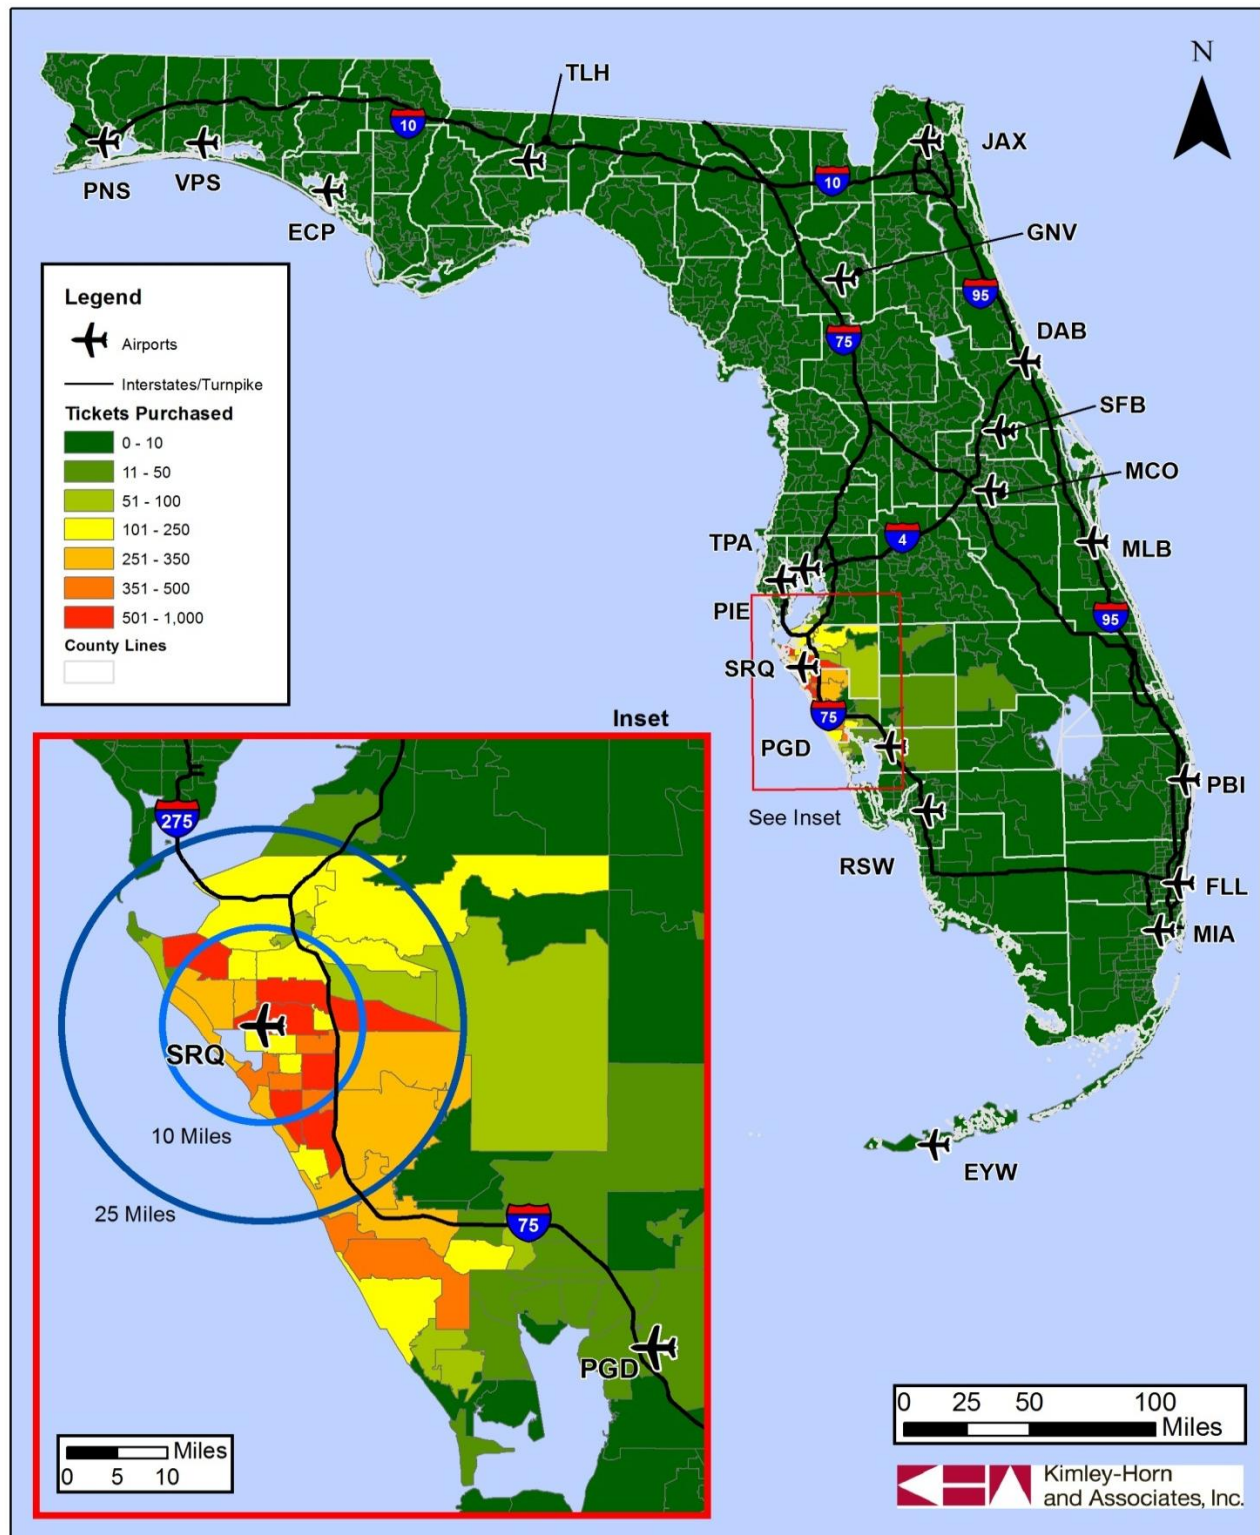 N
TLH
10
JAX
PNS
VPS
10
ECP
GNV
95
75
DAB
Legend
Airports
Interstates/Turnpike
Tickets Purchased
0 - 10
11 - 50
51 - 100
101 - 250
251 - 350
351 - 500
501 - 1,000
County Lines
SFB
MCO
TPA
4
MLB
PIE
95
SRQ
75
PGD
PBI
See Inset
RSW
FLL
MIA
EYW
Inset
275
SRQ
10 Miles
25 Miles
75
PGD
Miles
0 5 10
0 25 50 100
Miles
Kimley-Horn
and Associates, Inc.